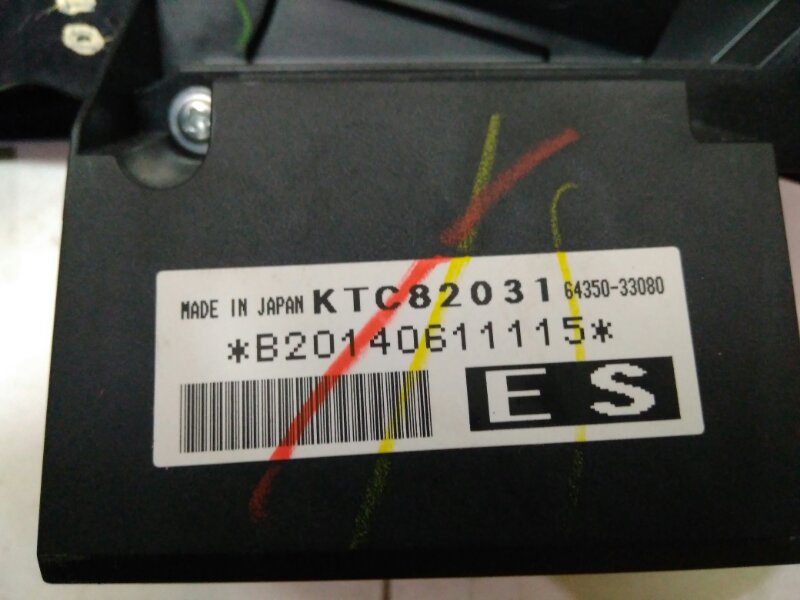 MADE IN JAPAN KTC82031 64350-33080
*B20140611115*
ES